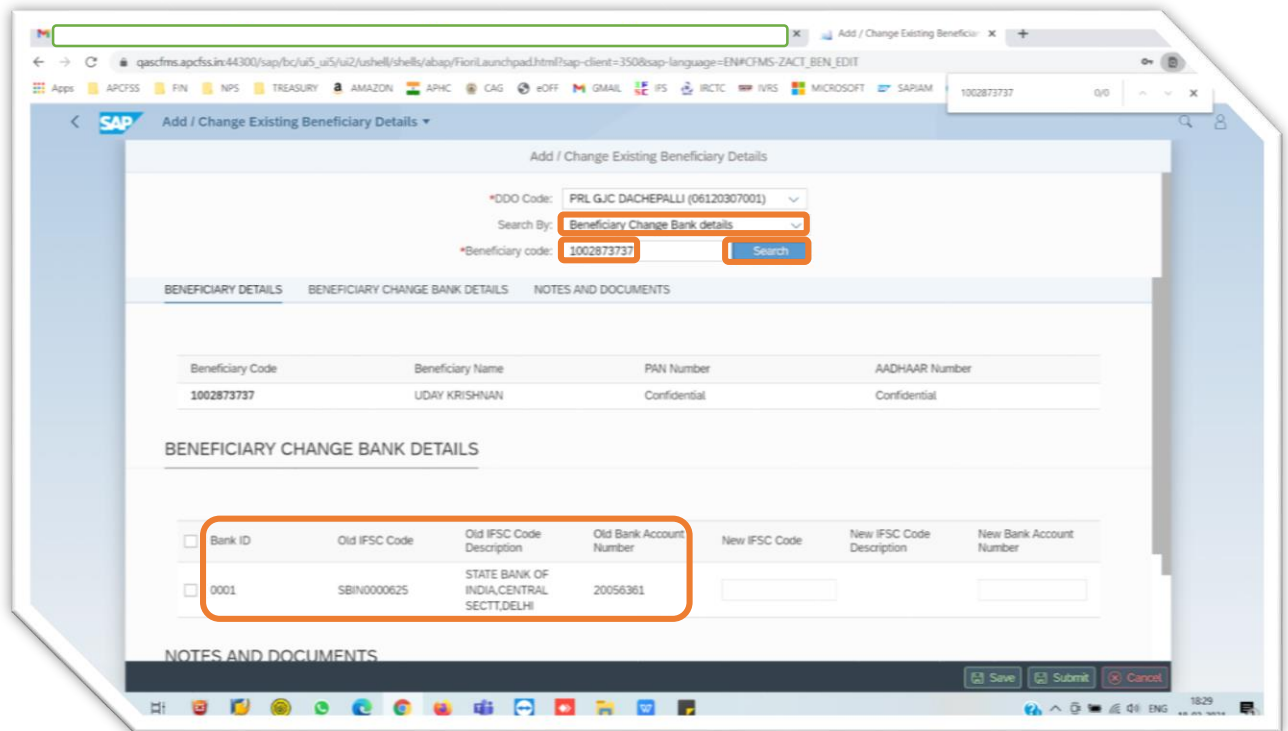 Add / Change Existing Beneficiar
qascfms.apcfss.in:44300/sap/bc/ui5_ui5/ui2/ushell/shells/abap/FioriLaunchpad.html?sap-client=350&sap-language=EN#CFMS-ZACT_BEN_EDIT
Apps APCFSS FIN NPS TREASURY AMAZON APHC CAG eOFF GMAIL IFS IRCTC IVRS MICROSOFT SAPJAM
1002873737 0/0
SAP Add / Change Existing Beneficiary Details
Add / Change Existing Beneficiary Details
*DDO Code: PRL GJC DACHEPALLI (06120307001)
Search By: Beneficiary Change Bank details
*Beneficiary code: 1002873737 Search
BENEFICIARY DETAILS BENEFICIARY CHANGE BANK DETAILS NOTES AND DOCUMENTS
Beneficiary Code Beneficiary Name PAN Number AADHAAR Number
1002873737 UDAY KRISHNAN Confidential Confidential
BENEFICIARY CHANGE BANK DETAILS
Bank ID Old IFSC Code Old IFSC Code Description Old Bank Account Number New IFSC Code New IFSC Code Description New Bank Account Number
0001 SBIN0000625 STATE BANK OF INDIA,CENTRAL SECTT,DELHI 20056361
NOTES AND DOCUMENTS
Save Submit Cancel
ENG 18:29